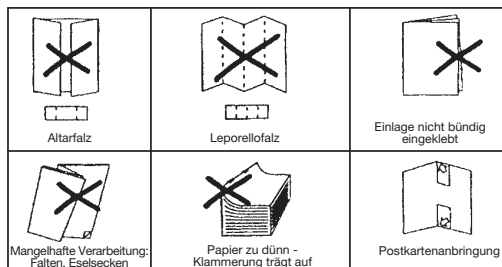 Altarfalz
Leporellofalz
Einlage nicht bündig
eingeklebt
Mangelhafte Verarbeitung:
Falten, Eselsecken
Papier zu dünn -
Klammerung trägt auf
Postkartenanbringung